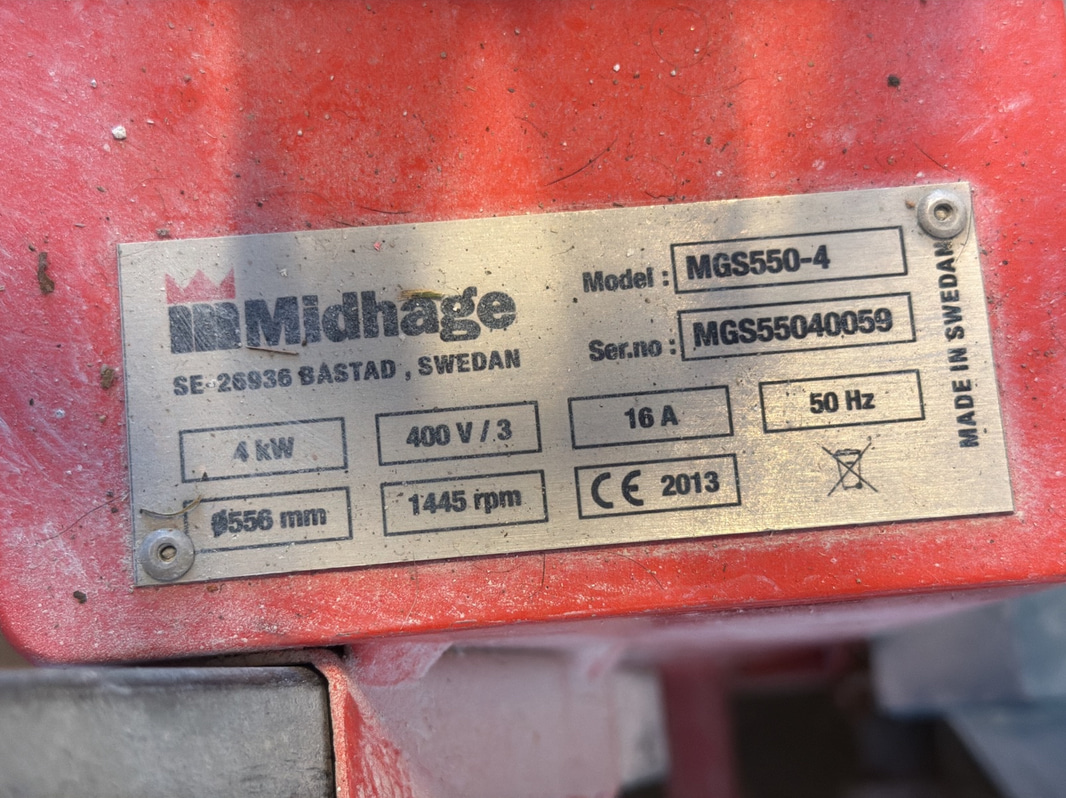 Midhage
SE-26936 BÅSTAD , SWEDAN
Model : MGS550-4
Ser.no : MGS55040059
4 kW 400 V / 3 16 A 50 Hz
Ø556 mm 1445 rpm CE 2013
MADE IN SWEDAN